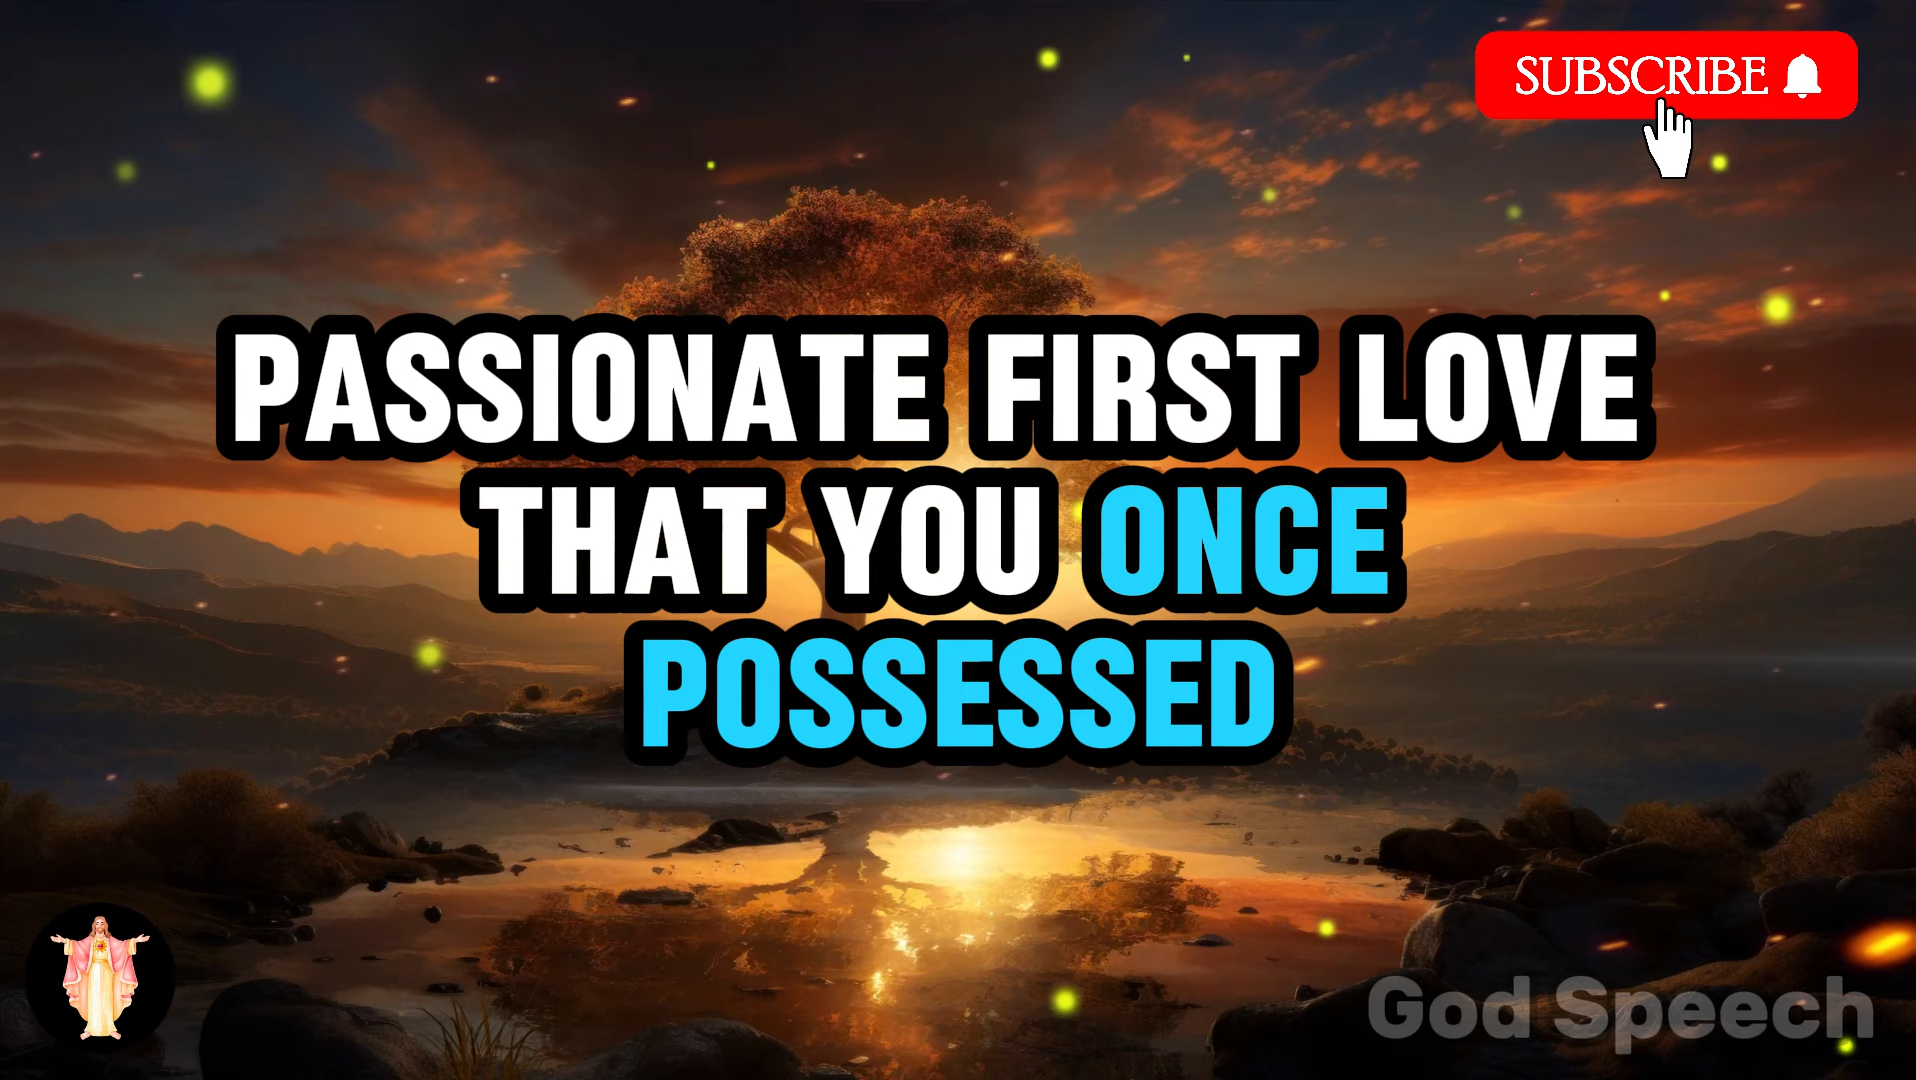 SUBSCRIBE
PASSIONATE FIRST LOVE
THAT YOU ONCE
POSSESSED
God Speech